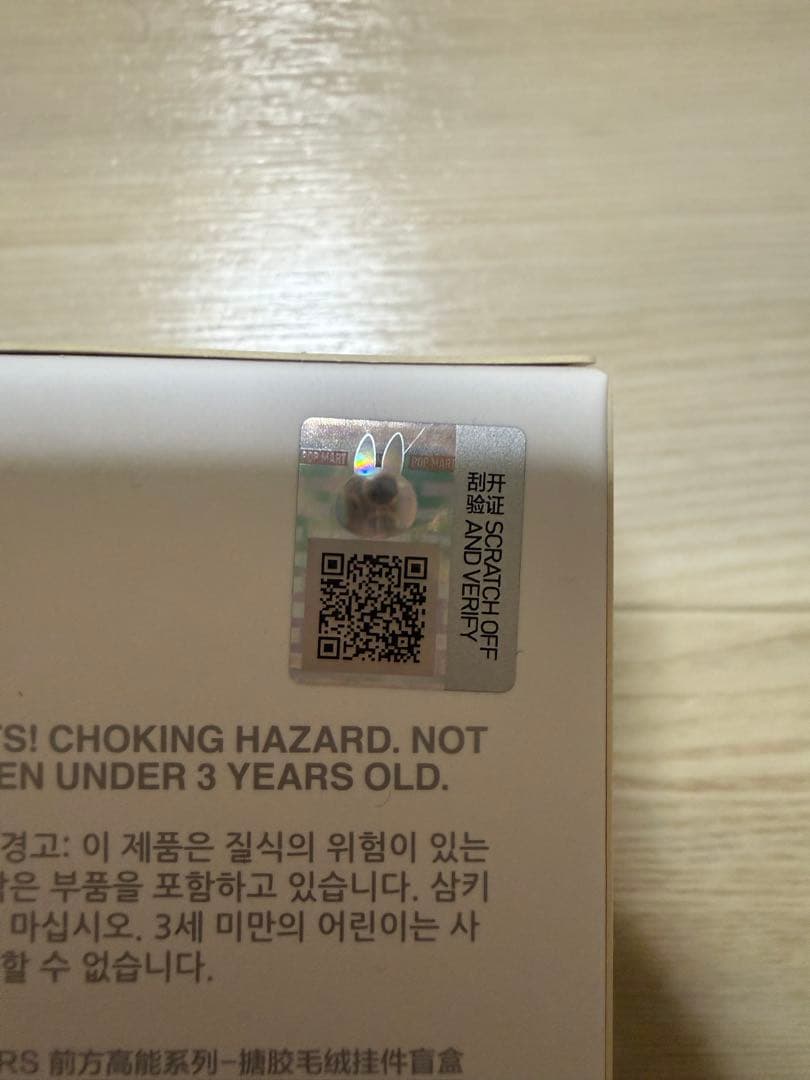 POP MART
POP MART
刮开
验证
SCRATCH OFF
AND VERIFY
TS! CHOKING HAZARD. NOT
EN UNDER 3 YEARS OLD.
경고: 이 제품은 질식의 위험이 있는
작은 부품을 포함하고 있습니다. 삼키
마십시오. 3세 미만의 어린이는 사
할 수 없습니다.
RS 前方高能系列-搪胶毛绒挂件盲盒